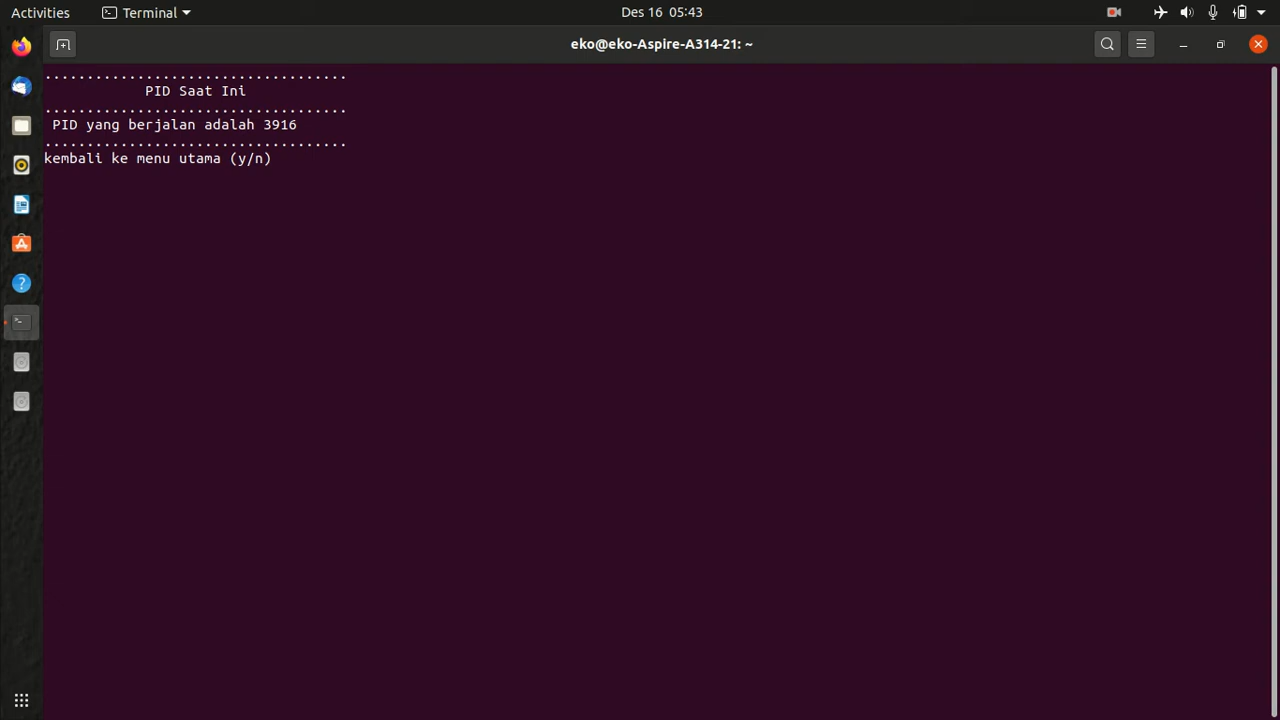 Activities Terminal Des 16 05:43
eko@eko-Aspire-A314-21: ~
....................................
PID Saat Ini
....................................
PID yang berjalan adalah 3916
....................................
kembali ke menu utama (y/n)